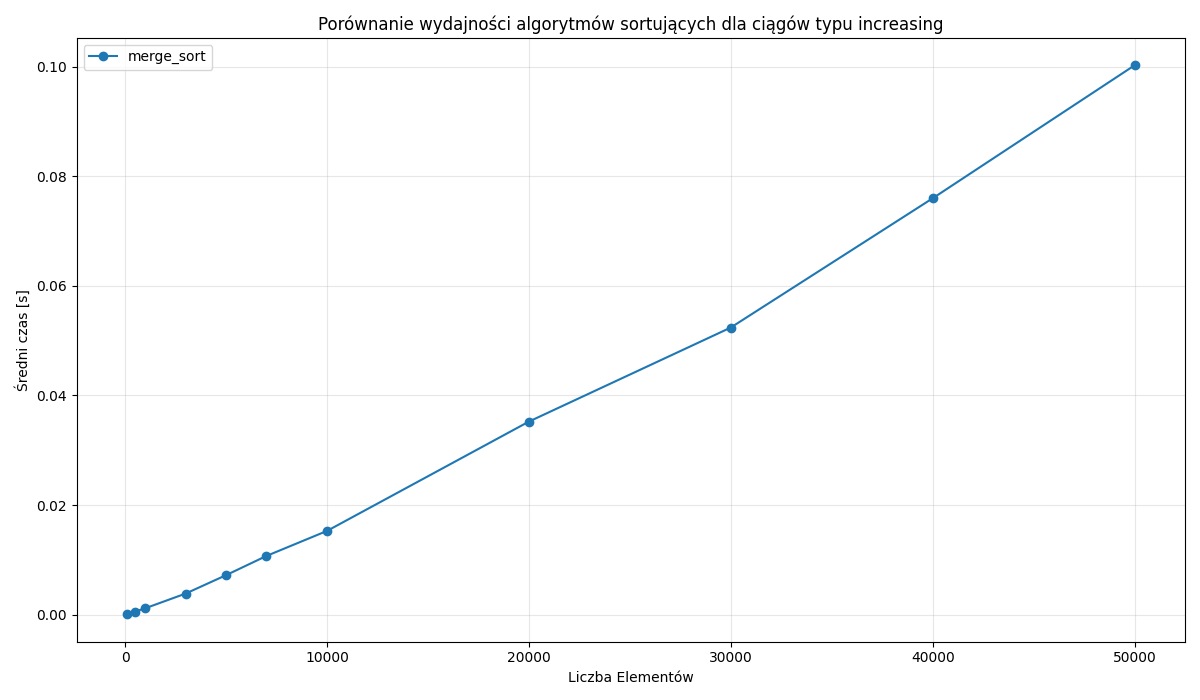 Porównanie wydajności algorytmów sortujących dla ciągów typu increasing
merge_sort
0.10
0.08
0.06
0.04
0.02
0.00
Średni czas [s]
0 10000 20000 30000 40000 50000
Liczba Elementów